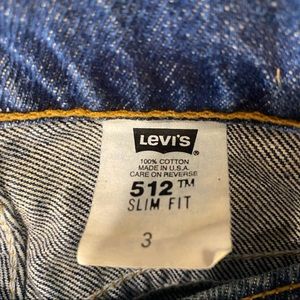 LEVI'S®
100% COTTON
MADE IN U.S.A.
CARE ON REVERSE
512™
SLIM FIT
3